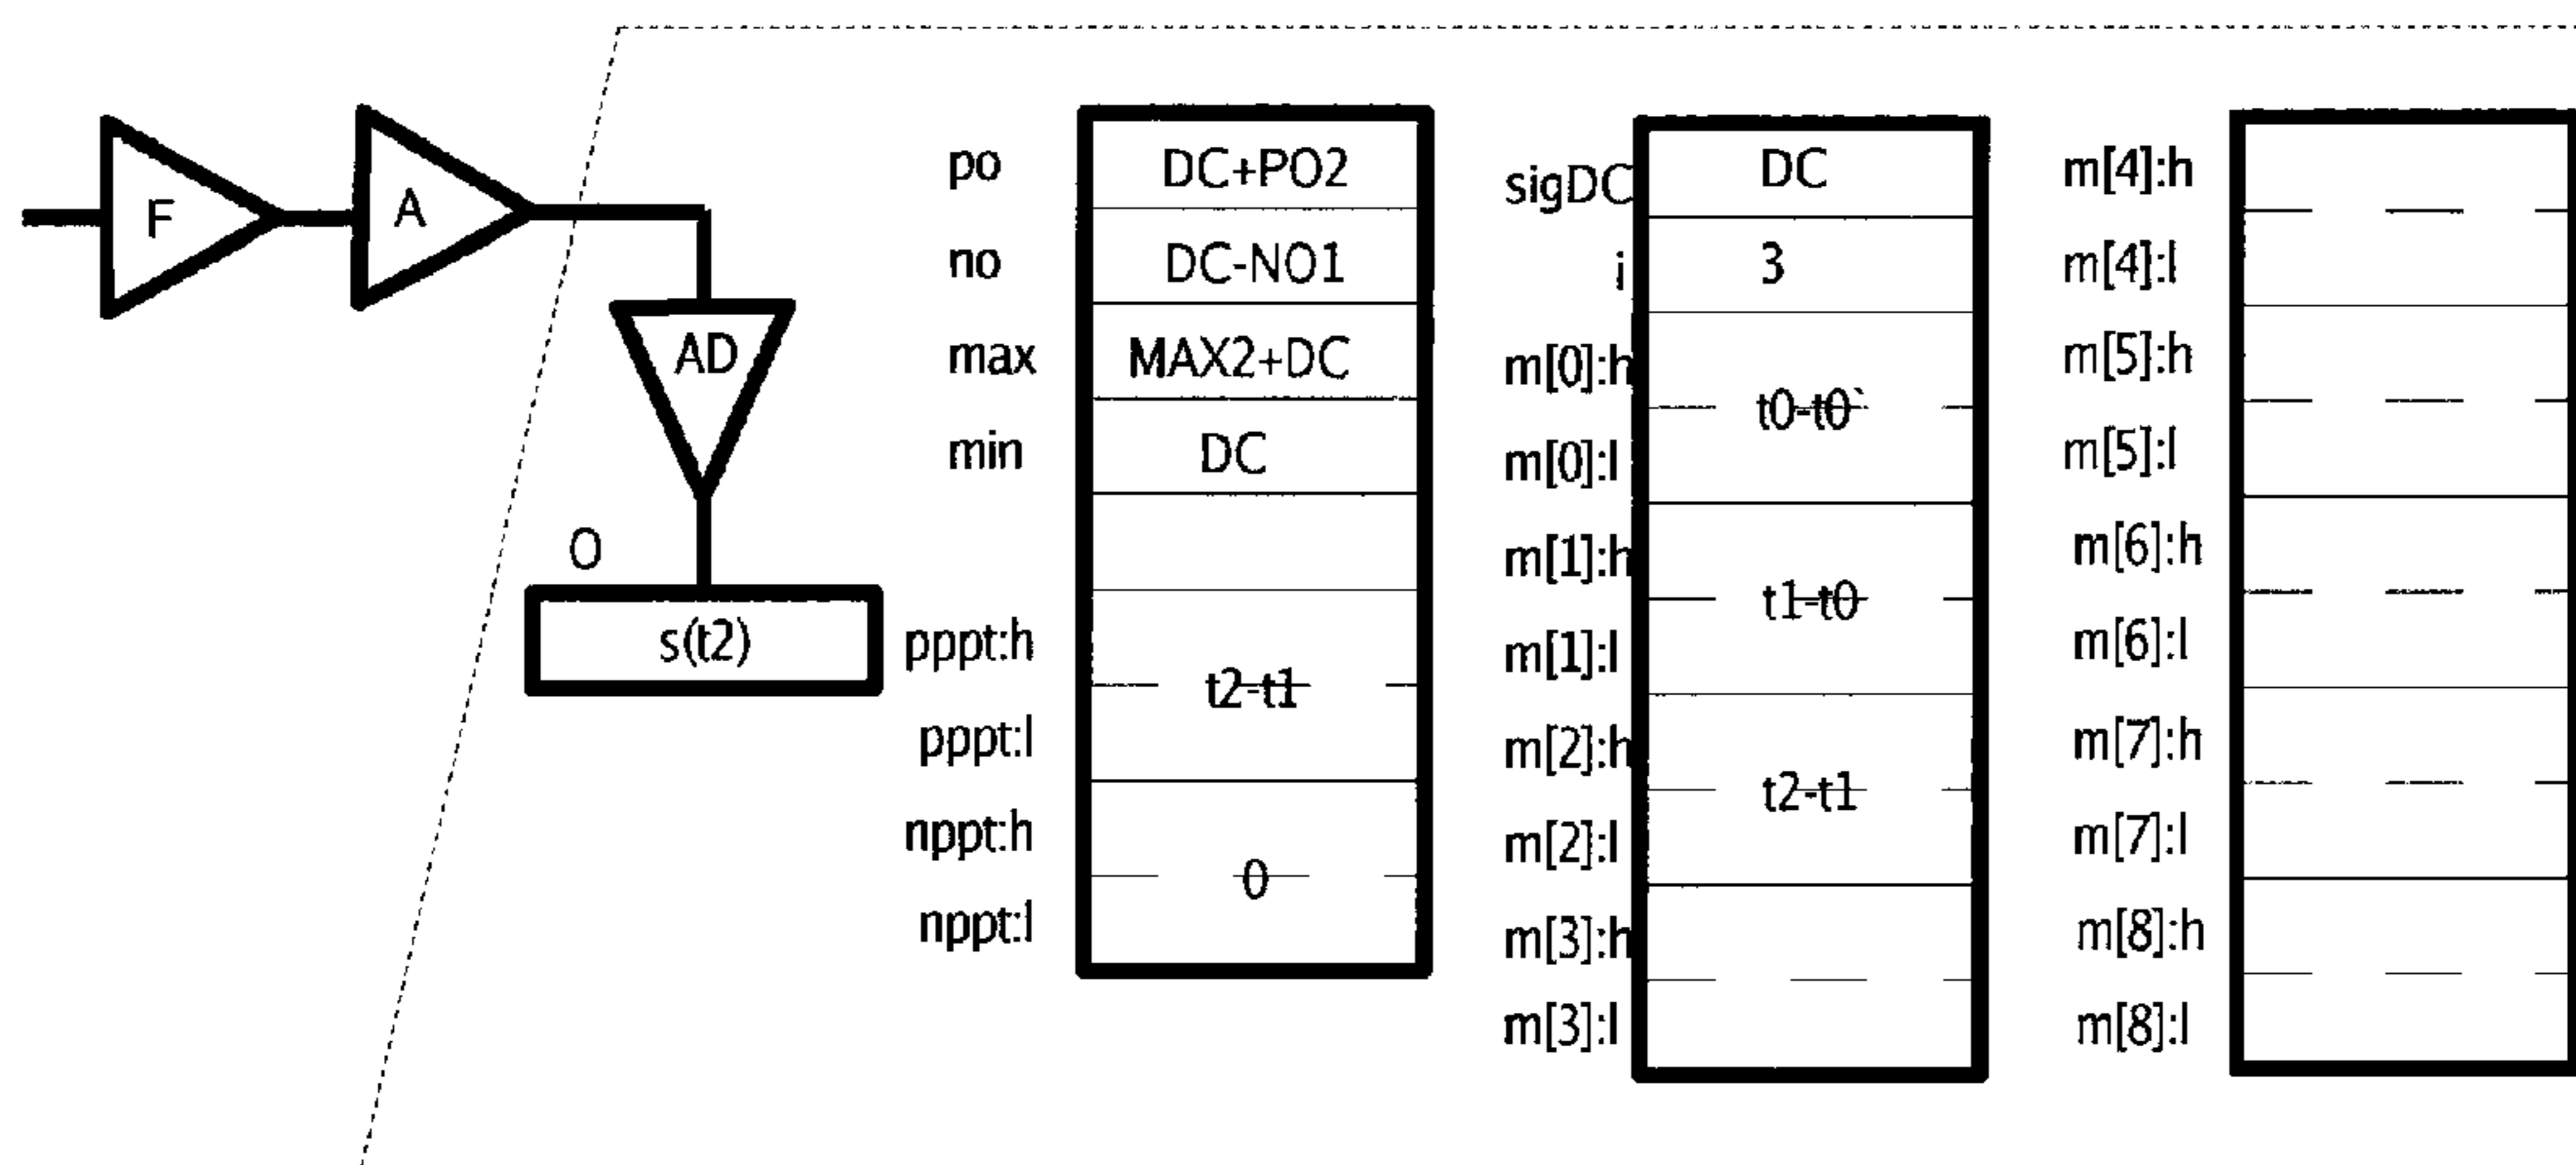 F
A
AD
O
s(t2)
po DC+PO2
no DC-NO1
max MAX2+DC
min DC
pppt:h
t2-t1
pppt:l
nppt:h
0
nppt:l
sigDC DC
i 3
m[0]:h
t0-t0`
m[0]:l
m[1]:h
t1-t0
m[1]:l
m[2]:h
t2-t1
m[2]:l
m[3]:h
m[3]:l
m[4]:h
m[4]:l
m[5]:h
m[5]:l
m[6]:h
m[6]:l
m[7]:h
m[7]:l
m[8]:h
m[8]:l